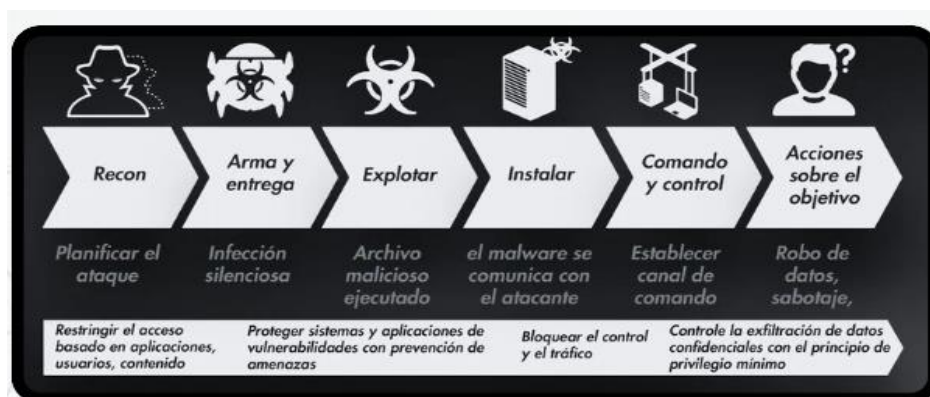 ?
Recon
Arma y
entrega
Explotar
Instalar
Comando
y control
Acciones
sobre el
objetivo
Planificar el
ataque
Infección
silenciosa
Archivo
malicioso
ejecutado
el malware se
comunica con
el atacante
Establecer
canal de
comando
Robo de
datos,
sabotaje,
Restringir el acceso
basado en aplicaciones,
usuarios, contenido
Proteger sistemas y aplicaciones de
vulnerabilidades con prevención de
amenazas
Bloquear el control
y el tráfico
Controle la exfiltración de datos
confidenciales con el principio de
privilegio mínimo